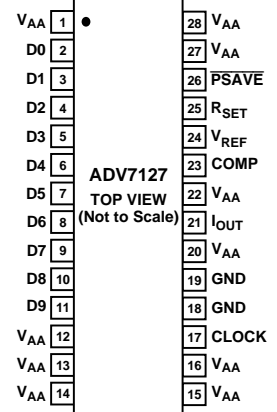 VAA 1 28 VAA
D0 2 27 VAA
D1 3 26 PSAVE
D2 4 25 RSET
D3 5 24 VREF
D4 6 23 COMP
ADV7127
D5 7 22 VAA
TOP VIEW
D6 8 (Not to Scale) 21 IOUT
D7 9 20 VAA
D8 10 19 GND
D9 11 18 GND
VAA 12 17 CLOCK
VAA 13 16 VAA
VAA 14 15 VAA